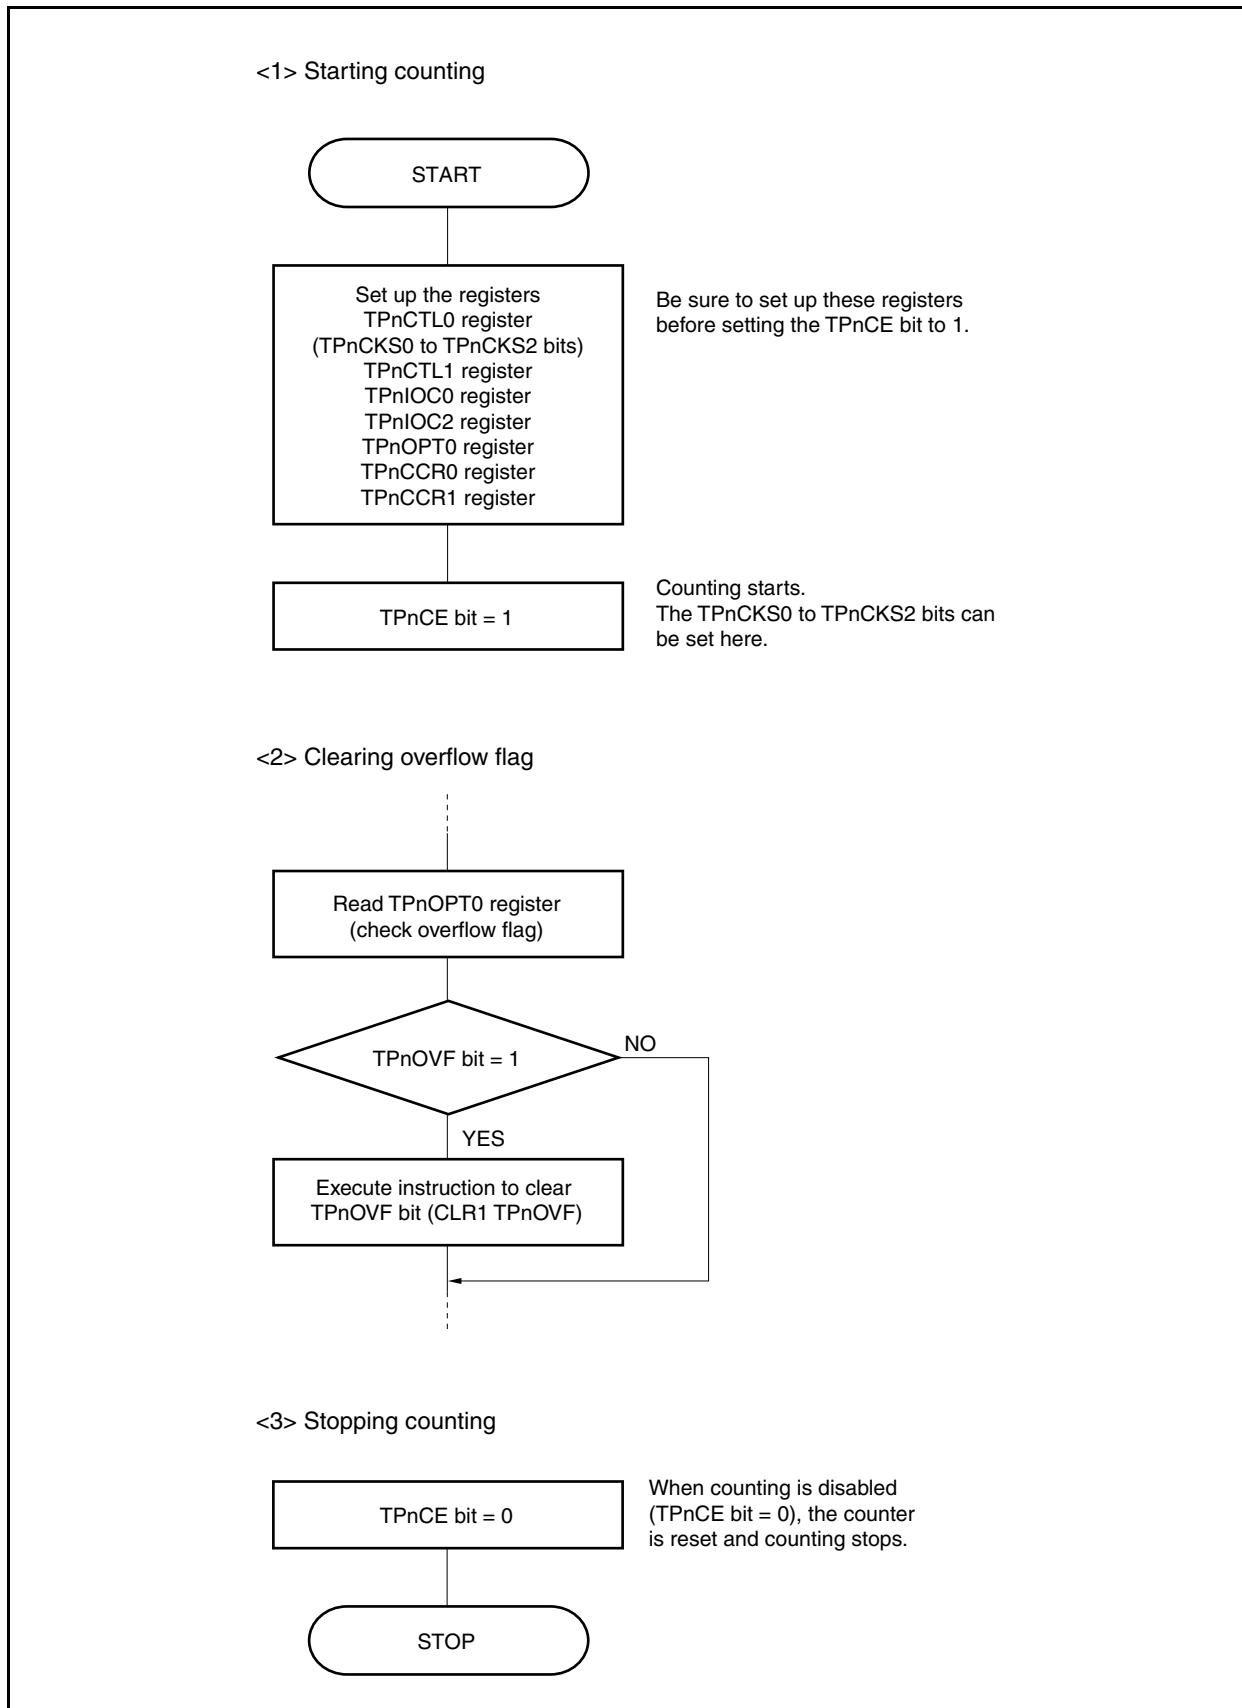 <1> Starting counting
START
Set up the registers
TPnCTL0 register
(TPnCKS0 to TPnCKS2 bits)
TPnCTL1 register
TPnIOC0 register
TPnIOC2 register
TPnOPT0 register
TPnCCR0 register
TPnCCR1 register
Be sure to set up these registers
before setting the TPnCE bit to 1.
TPnCE bit = 1
Counting starts.
The TPnCKS0 to TPnCKS2 bits can
be set here.
<2> Clearing overflow flag
Read TPnOPT0 register
(check overflow flag)
TPnOVF bit = 1
NO
YES
Execute instruction to clear
TPnOVF bit (CLR1 TPnOVF)
<3> Stopping counting
TPnCE bit = 0
When counting is disabled
(TPnCE bit = 0), the counter
is reset and counting stops.
STOP